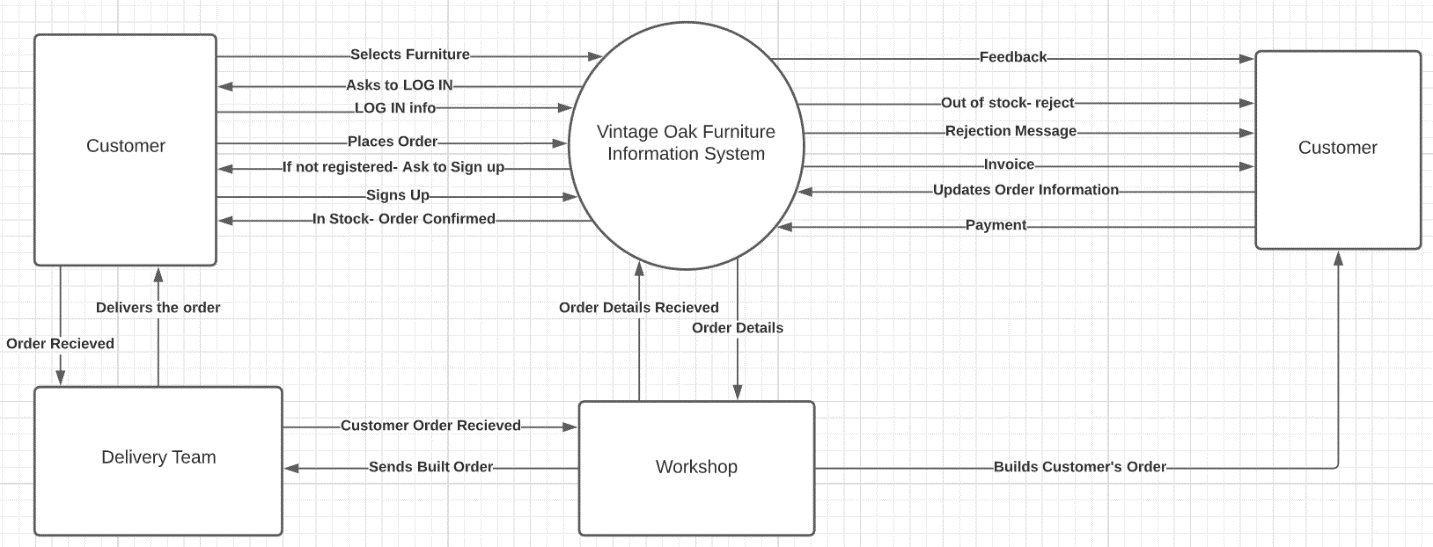 Selects Furniture
Feedback
Asks to LOG IN
Out of stock- reject
LOG IN info
Vintage Oak Furniture
Information System
Rejection Message
Customer
Places Order
Customer
If not registered- Ask to Sign up
Invoice
Signs Up
Updates Order Information
In Stock- Order Confirmed
Payment
Delivers the order
Order Details Recieved
Order Details
Order Recieved
Customer Order Recieved
Delivery Team
Sends Built Order
Workshop
Builds Customer's Order